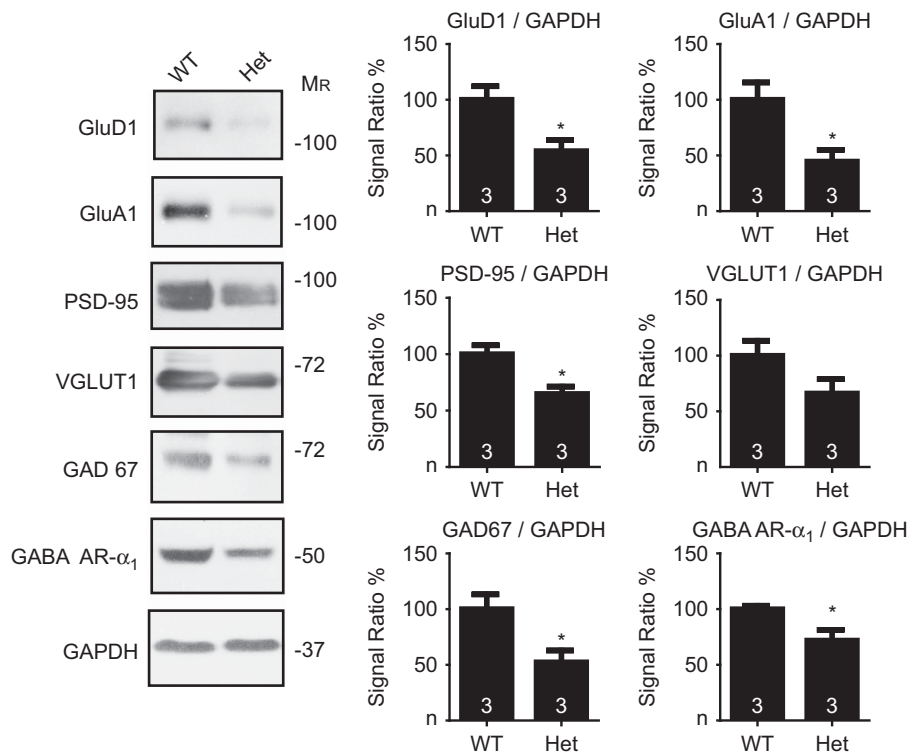 WT Het
MR
GluD1
-100
GluA1
-100
PSD-95
-100
VGLUT1
-72
GAD 67
-72
GABA AR-α₁
-50
GAPDH
-37
GluD1 / GAPDH
Signal Ratio %
150
100
50
n
*
3 3
WT Het
GluA1 / GAPDH
Signal Ratio %
150
100
50
n
*
3 3
WT Het
PSD-95 / GAPDH
Signal Ratio %
150
100
50
n
*
3 3
WT Het
VGLUT1 / GAPDH
Signal Ratio %
150
100
50
n
3 3
WT Het
GAD67 / GAPDH
Signal Ratio %
150
100
50
n
*
3 3
WT Het
GABA AR-α₁ / GAPDH
Signal Ratio %
150
100
50
n
*
3 3
WT Het